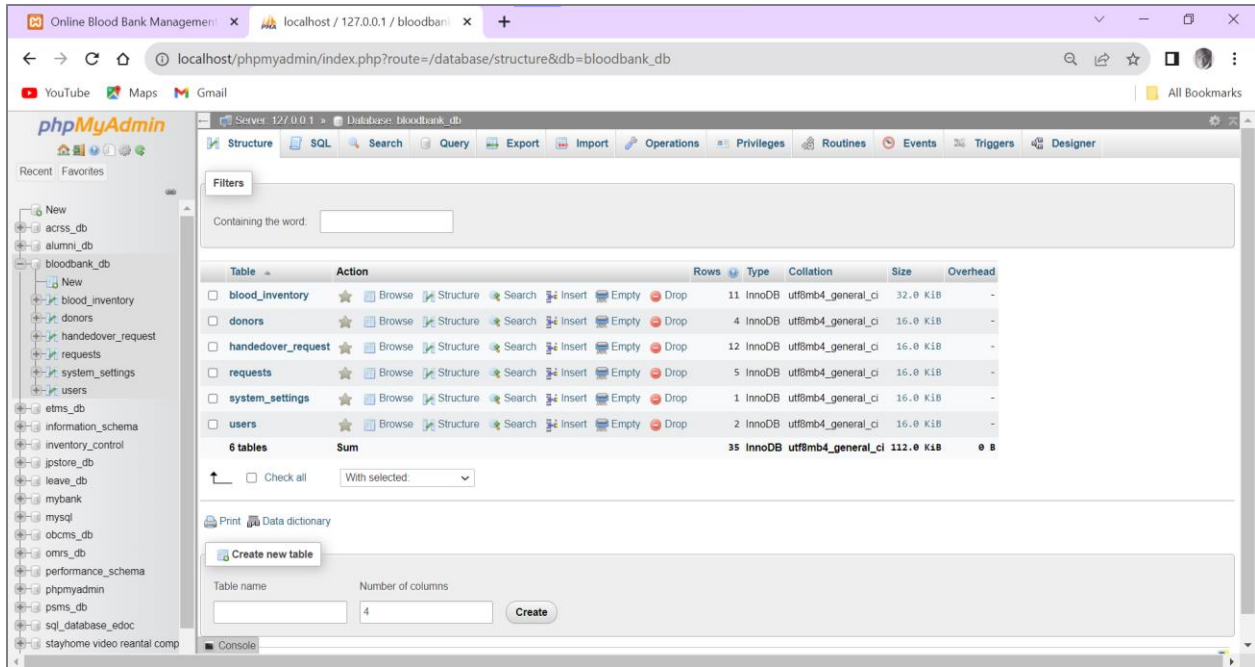 Online Blood Bank Management
localhost / 127.0.0.1 / bloodbank
localhost/phpmyadmin/index.php?route=/database/structure&db=bloodbank_db
YouTube Maps Gmail All Bookmarks
phpMyAdmin
Recent Favorites
New
acrss_db
alumni_db
bloodbank_db
New
blood_inventory
donors
handedover_request
requests
system_settings
users
etms_db
information_schema
inventory_control
jpstore_db
leave_db
mybank
mysql
obcms_db
omrs_db
performance_schema
phpmyadmin
psms_db
sql_database_edoc
stayhome video reantal comp
Server: 127.0.0.1 » Database: bloodbank_db
Structure SQL Search Query Export Import Operations Privileges Routines Events Triggers Designer
Filters
Containing the word:
Table Action Rows Type Collation Size Overhead
blood_inventory Browse Structure Search Insert Empty Drop 11 InnoDB utf8mb4_general_ci 32.0 KiB -
donors Browse Structure Search Insert Empty Drop 4 InnoDB utf8mb4_general_ci 16.0 KiB -
handedover_request Browse Structure Search Insert Empty Drop 12 InnoDB utf8mb4_general_ci 16.0 KiB -
requests Browse Structure Search Insert Empty Drop 5 InnoDB utf8mb4_general_ci 16.0 KiB -
system_settings Browse Structure Search Insert Empty Drop 1 InnoDB utf8mb4_general_ci 16.0 KiB -
users Browse Structure Search Insert Empty Drop 2 InnoDB utf8mb4_general_ci 16.0 KiB -
6 tables Sum 35 InnoDB utf8mb4_general_ci 112.0 KiB 0 B
Check all With selected:
Print Data dictionary
Create new table
Table name Number of columns
4 Create
Console